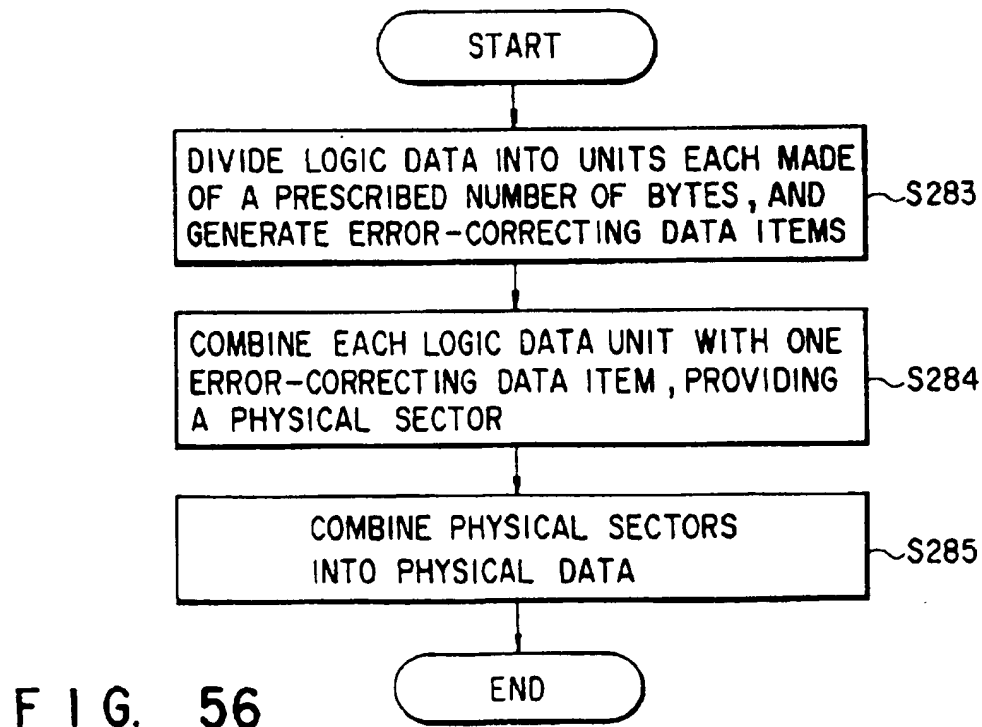 START
DIVIDE LOGIC DATA INTO UNITS EACH MADE
OF A PRESCRIBED NUMBER OF BYTES, AND
GENERATE ERROR-CORRECTING DATA ITEMS
S283
COMBINE EACH LOGIC DATA UNIT WITH ONE
ERROR-CORRECTING DATA ITEM, PROVIDING
A PHYSICAL SECTOR
S284
COMBINE PHYSICAL SECTORS
INTO PHYSICAL DATA
S285
END
FIG. 56